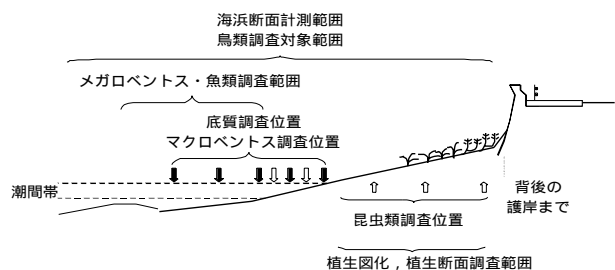 海浜断面計測範囲
鳥類調査対象範囲
メガロベントス・魚類調査範囲
底質調査位置
マクロベントス調査位置
潮間帯
昆虫類調査位置
背後の
護岸まで
植生図化，植生断面調査範囲